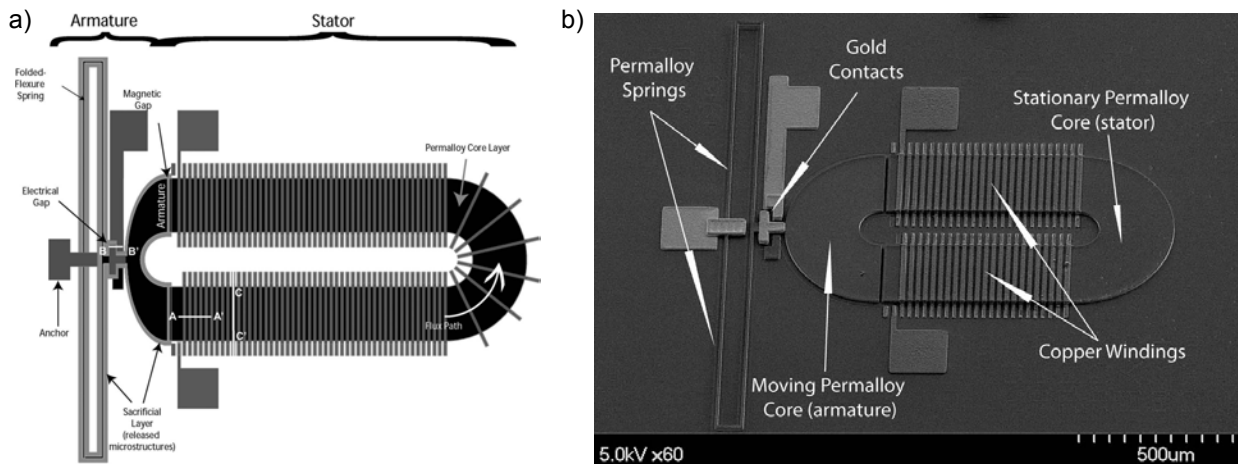 a)
Armature
Stator
Folded-
Flexure
Spring
Magnetic
Gap
Permalloy Core Layer
Electrical
Gap
Armature
B
B'
A
A'
C
C'
Flux Path
Anchor
Sacrificial
Layer
(released
microstructures)
b)
Permalloy
Springs
Gold
Contacts
Stationary Permalloy
Core (stator)
Moving Permalloy
Core (armature)
Copper Windings
5.0kV x60
500um